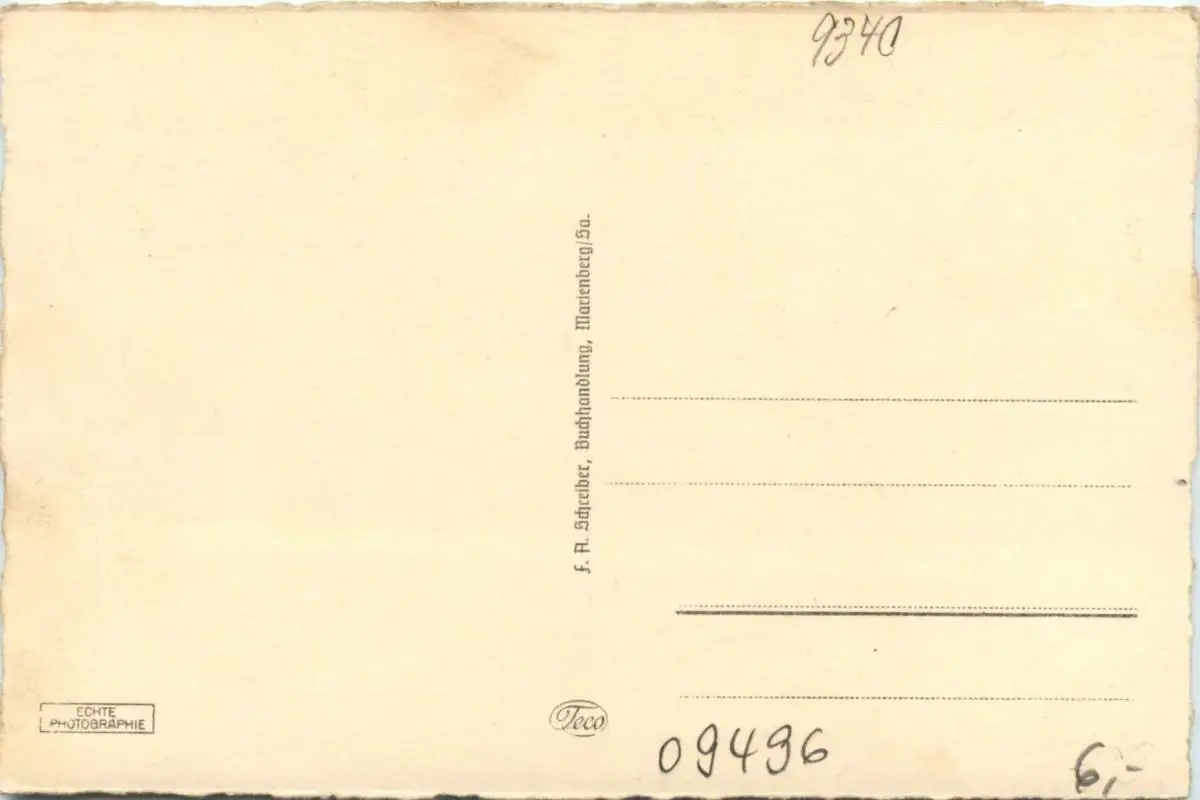 9340
F. A. Schreiber, Buchhandlung, Marienberg/Sa.
ECHTE
PHOTOGRAPHIE
Teco
09496
6,-